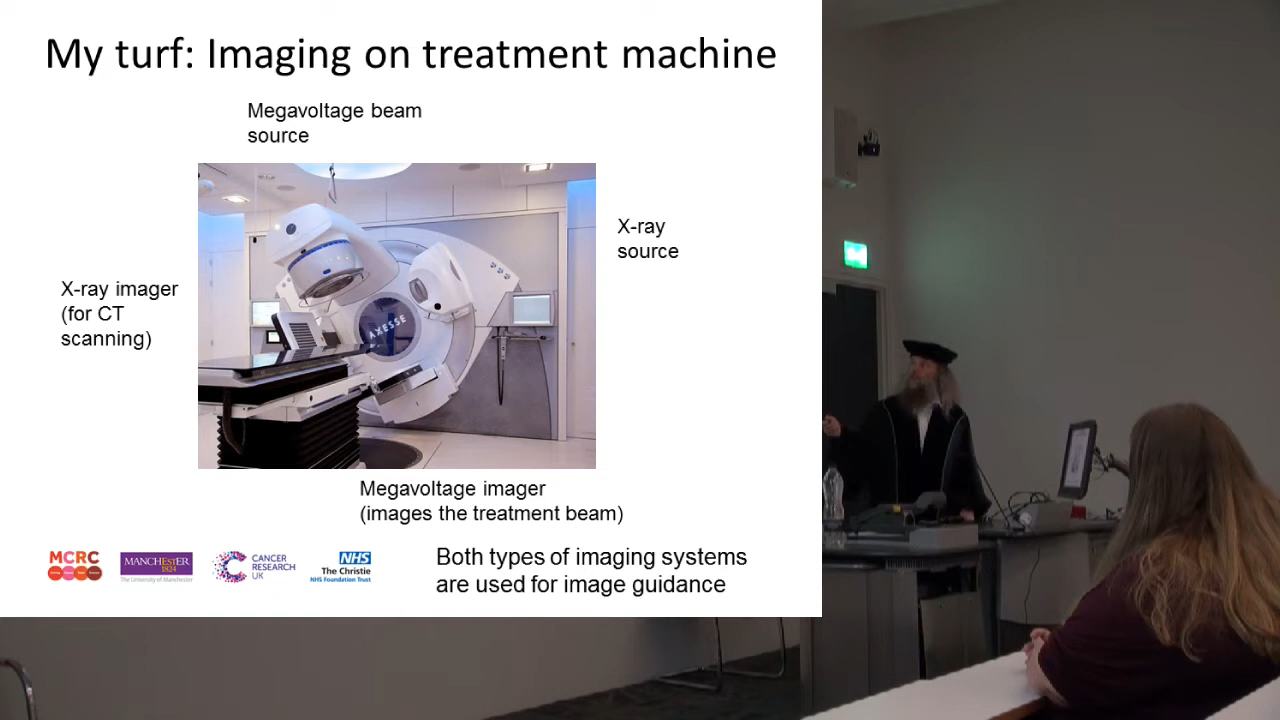 My turf: Imaging on treatment machine
Megavoltage beam
source
X-ray
source
X-ray imager
(for CT
scanning)
AXESSE
Megavoltage imager
(images the treatment beam)
MCRC
MANCHESTER
1824
The University of Manchester
CANCER
RESEARCH
UK
NHS
The Christie
NHS Foundation Trust
Both types of imaging systems
are used for image guidance